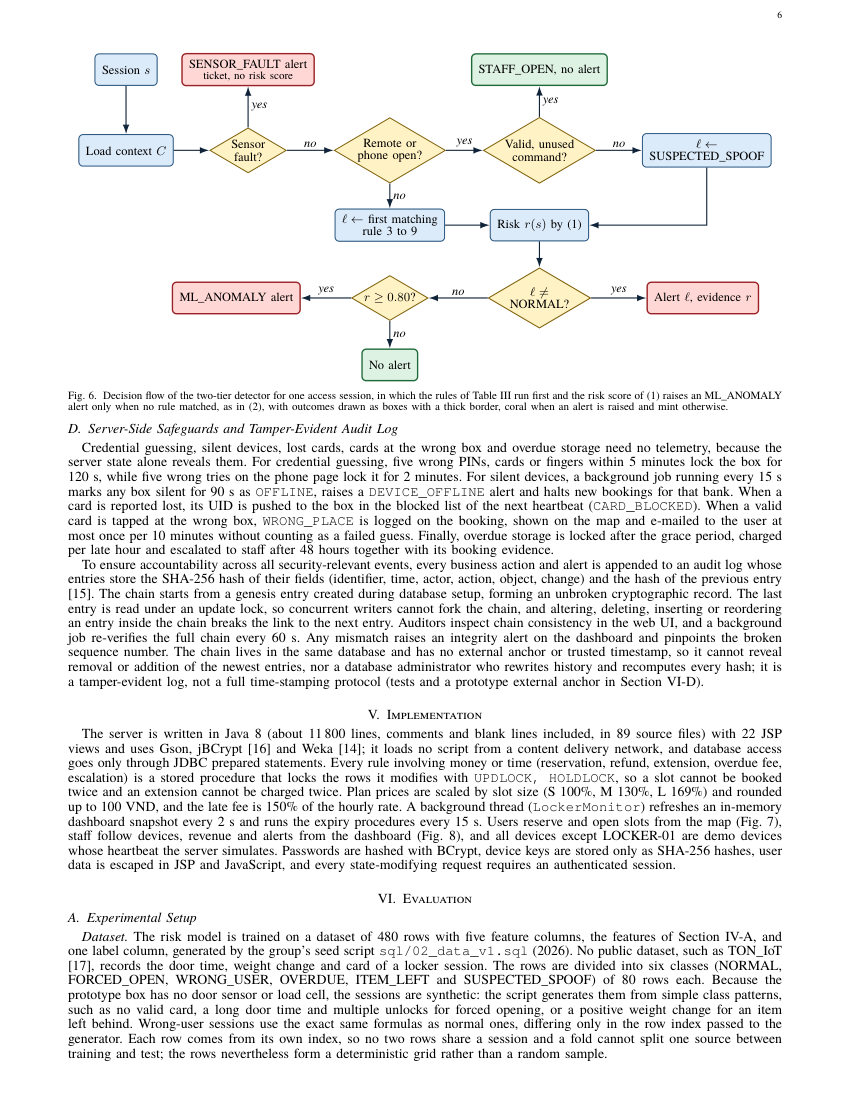 6
Session s
SENSOR_FAULT alert
ticket, no risk score
STAFF_OPEN, no alert
yes
yes
Load context C
Sensor
fault?
no
Remote or
phone open?
yes
Valid, unused
command?
no
ℓ ←
SUSPECTED_SPOOF
no
ℓ ← first matching
rule 3 to 9
Risk r(s) by (1)
ML_ANOMALY alert
yes
r ≥ 0.80?
no
ℓ ≠
NORMAL?
yes
Alert ℓ, evidence r
no
No alert
Fig. 6. Decision flow of the two-tier detector for one access session, in which the rules of Table III run first and the risk score of (1) raises an ML_ANOMALY
alert only when no rule matched, as in (2), with outcomes drawn as boxes with a thick border, coral when an alert is raised and mint otherwise.
D. Server-Side Safeguards and Tamper-Evident Audit Log
Credential guessing, silent devices, lost cards, cards at the wrong box and overdue storage need no telemetry, because the
server state alone reveals them. For credential guessing, five wrong PINs, cards or fingers within 5 minutes lock the box for
120 s, while five wrong tries on the phone page lock it for 2 minutes. For silent devices, a background job running every 15 s
marks any box silent for 90 s as OFFLINE, raises a DEVICE_OFFLINE alert and halts new bookings for that bank. When a
card is reported lost, its UID is pushed to the box in the blocked list of the next heartbeat (CARD_BLOCKED). When a valid
card is tapped at the wrong box, WRONG_PLACE is logged on the booking, shown on the map and e-mailed to the user at
most once per 10 minutes without counting as a failed guess. Finally, overdue storage is locked after the grace period, charged
per late hour and escalated to staff after 48 hours together with its booking evidence.
To ensure accountability across all security-relevant events, every business action and alert is appended to an audit log whose
entries store the SHA-256 hash of their fields (identifier, time, actor, action, object, change) and the hash of the previous entry
[15]. The chain starts from a genesis entry created during database setup, forming an unbroken cryptographic record. The last
entry is read under an update lock, so concurrent writers cannot fork the chain, and altering, deleting, inserting or reordering
an entry inside the chain breaks the link to the next entry. Auditors inspect chain consistency in the web UI, and a background
job re-verifies the full chain every 60 s. Any mismatch raises an integrity alert on the dashboard and pinpoints the broken
sequence number. The chain lives in the same database and has no external anchor or trusted timestamp, so it cannot reveal
removal or addition of the newest entries, nor a database administrator who rewrites history and recomputes every hash; it is
a tamper-evident log, not a full time-stamping protocol (tests and a prototype external anchor in Section VI-D).
V. Implementation
The server is written in Java 8 (about 11 800 lines, comments and blank lines included, in 89 source files) with 22 JSP
views and uses Gson, jBCrypt [16] and Weka [14]; it loads no script from a content delivery network, and database access
goes only through JDBC prepared statements. Every rule involving money or time (reservation, refund, extension, overdue fee,
escalation) is a stored procedure that locks the rows it modifies with UPDLOCK, HOLDLOCK, so a slot cannot be booked
twice and an extension cannot be charged twice. Plan prices are scaled by slot size (S 100%, M 130%, L 169%) and rounded
up to 100 VND, and the late fee is 150% of the hourly rate. A background thread (LockerMonitor) refreshes an in-memory
dashboard snapshot every 2 s and runs the expiry procedures every 15 s. Users reserve and open slots from the map (Fig. 7),
staff follow devices, revenue and alerts from the dashboard (Fig. 8), and all devices except LOCKER-01 are demo devices
whose heartbeat the server simulates. Passwords are hashed with BCrypt, device keys are stored only as SHA-256 hashes, user
data is escaped in JSP and JavaScript, and every state-modifying request requires an authenticated session.
VI. Evaluation
A. Experimental Setup
Dataset. The risk model is trained on a dataset of 480 rows with five feature columns, the features of Section IV-A, and
one label column, generated by the group's seed script sql/02_data_v1.sql (2026). No public dataset, such as TON_IoT
[17], records the door time, weight change and card of a locker session. The rows are divided into six classes (NORMAL,
FORCED_OPEN, WRONG_USER, OVERDUE, ITEM_LEFT and SUSPECTED_SPOOF) of 80 rows each. Because the
prototype box has no door sensor or load cell, the sessions are synthetic: the script generates them from simple class patterns,
such as no valid card, a long door time and multiple unlocks for forced opening, or a positive weight change for an item
left behind. Wrong-user sessions use the exact same formulas as normal ones, differing only in the row index passed to the
generator. Each row comes from its own index, so no two rows share a session and a fold cannot split one source between
training and test; the rows nevertheless form a deterministic grid rather than a random sample.